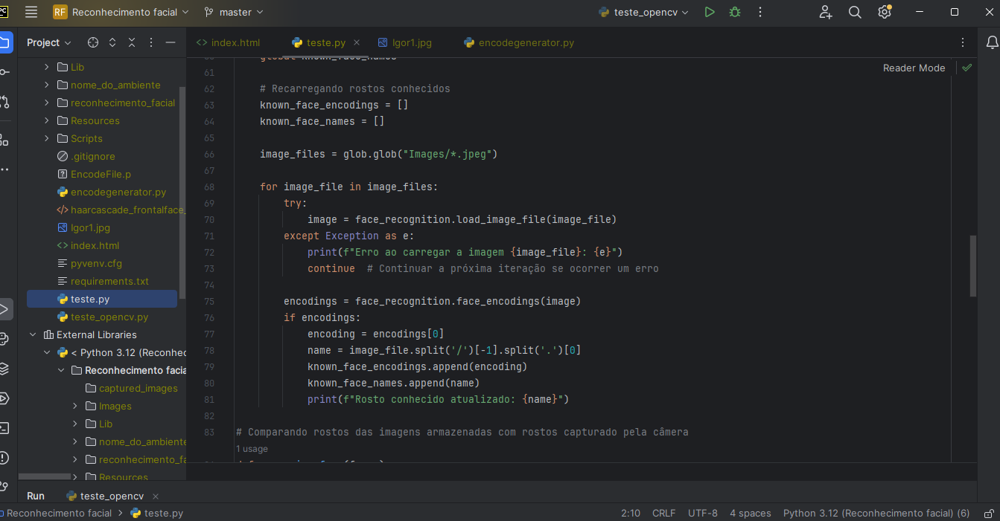 PC
RF Reconhecimento facial
master
teste_opencv
Project
index.html
teste.py
Igor1.jpg
encodegenerator.py
Reader Mode
Lib
nome_do_ambiente
reconhecimento_facial
Resources
Scripts
.gitignore
EncodeFile.p
encodegenerator.py
haarcascade_frontalface_
Igor1.jpg
index.html
pyvenv.cfg
requirements.txt
teste.py
teste_opencv.py
External Libraries
< Python 3.12 (Reconhec
Reconhecimento facia
captured_images
Images
Lib
nome_do_ambiente
reconhecimento_fa
Resources
global known_face_names
61
62 # Recarregando rostos conhecidos
63 known_face_encodings = []
64 known_face_names = []
65
66 image_files = glob.glob("Images/*.jpeg")
67
68 for image_file in image_files:
69 try:
70 image = face_recognition.load_image_file(image_file)
71 except Exception as e:
72 print(f"Erro ao carregar a imagem {image_file}: {e}")
73 continue # Continuar a próxima iteração se ocorrer um erro
74
75 encodings = face_recognition.face_encodings(image)
76 if encodings:
77 encoding = encodings[0]
78 name = image_file.split('/')[-1].split('.')[0]
79 known_face_encodings.append(encoding)
80 known_face_names.append(name)
81 print(f"Rosto conhecido atualizado: {name}")
82
83 # Comparando rostos das imagens armazenadas com rostos capturado pela câmera
1 usage
Run
teste_opencv
Reconhecimento facial > teste.py
2:10 CRLF UTF-8 4 spaces Python 3.12 (Reconhecimento facial) (6)